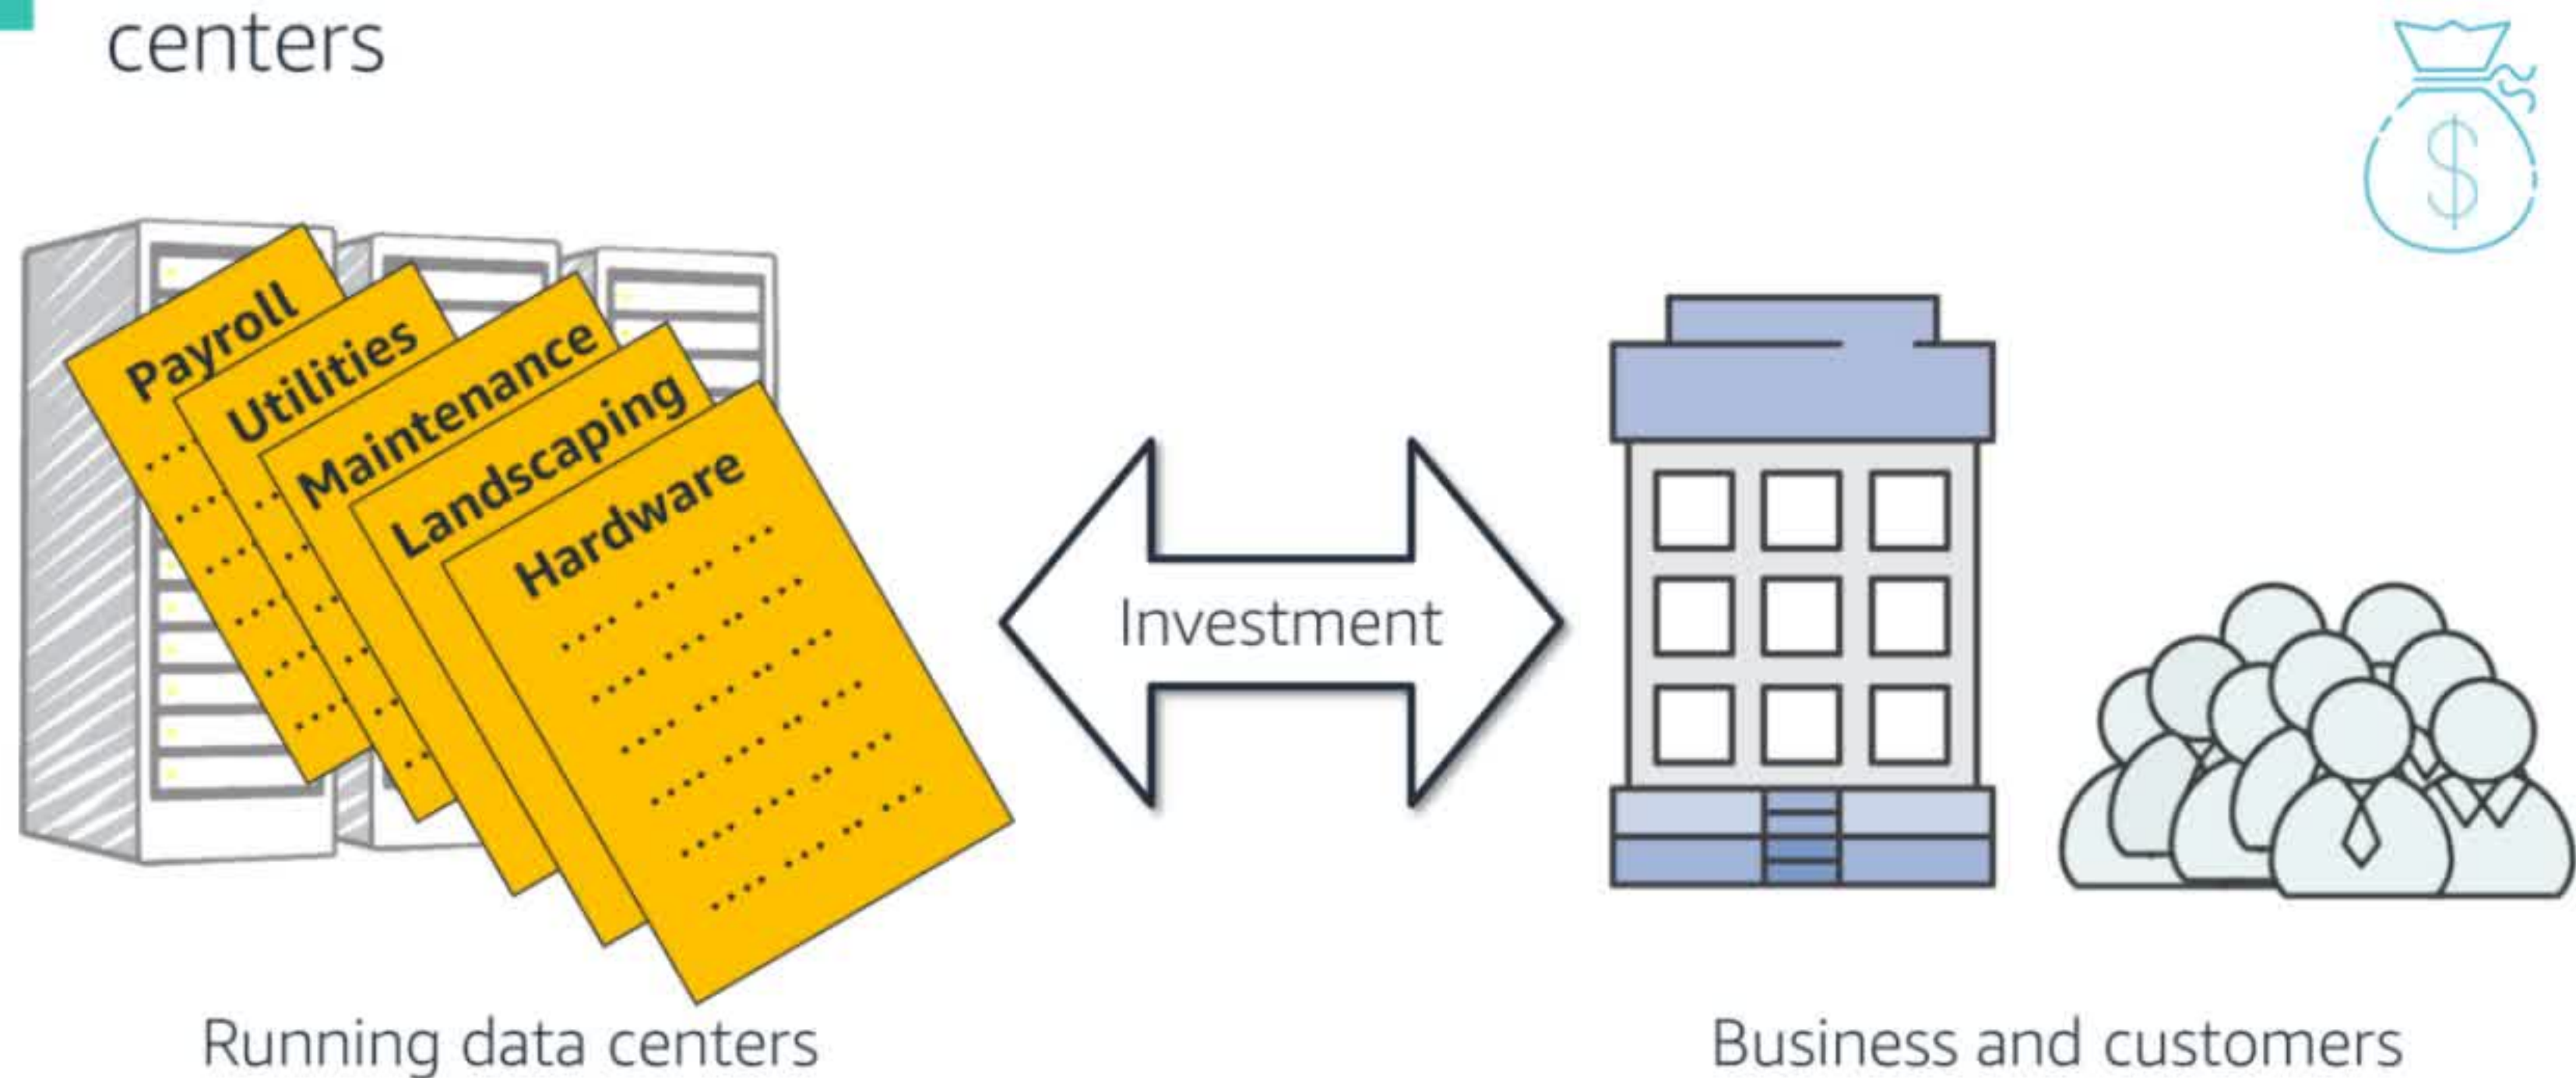 centers
$
Payroll
Utilities
Maintenance
Landscaping
Hardware
Investment
Running data centers
Business and customers